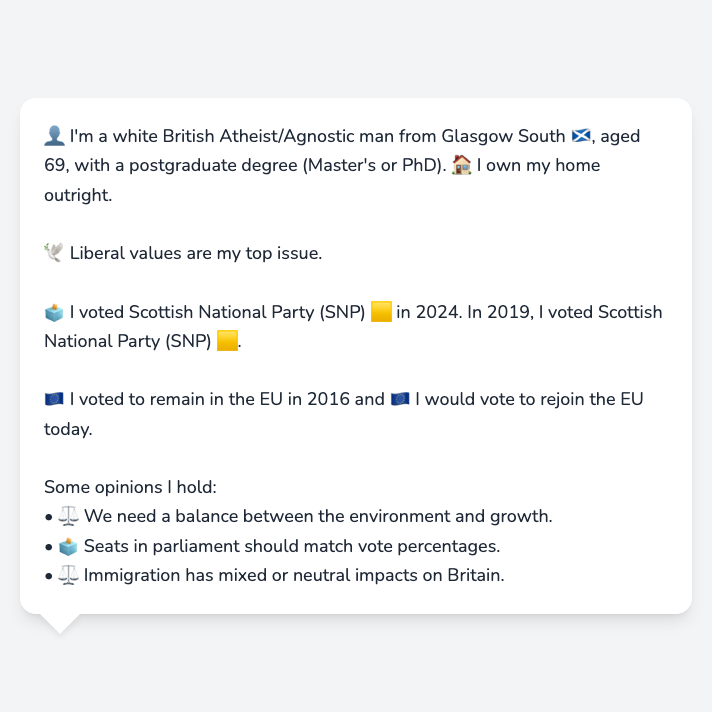 👤 I'm a white British Atheist/Agnostic man from Glasgow South 🏴󠁧󠁢󠁳󠁣󠁴󠁿, aged
69, with a postgraduate degree (Master's or PhD). 🏠 I own my home
outright.
🕊️ Liberal values are my top issue.
🗳️ I voted Scottish National Party (SNP) 🟨 in 2024. In 2019, I voted Scottish
National Party (SNP) 🟨.
🇪🇺 I voted to remain in the EU in 2016 and 🇪🇺 I would vote to rejoin the EU
today.
Some opinions I hold:
• ⚖️ We need a balance between the environment and growth.
• 🗳️ Seats in parliament should match vote percentages.
• ⚖️ Immigration has mixed or neutral impacts on Britain.